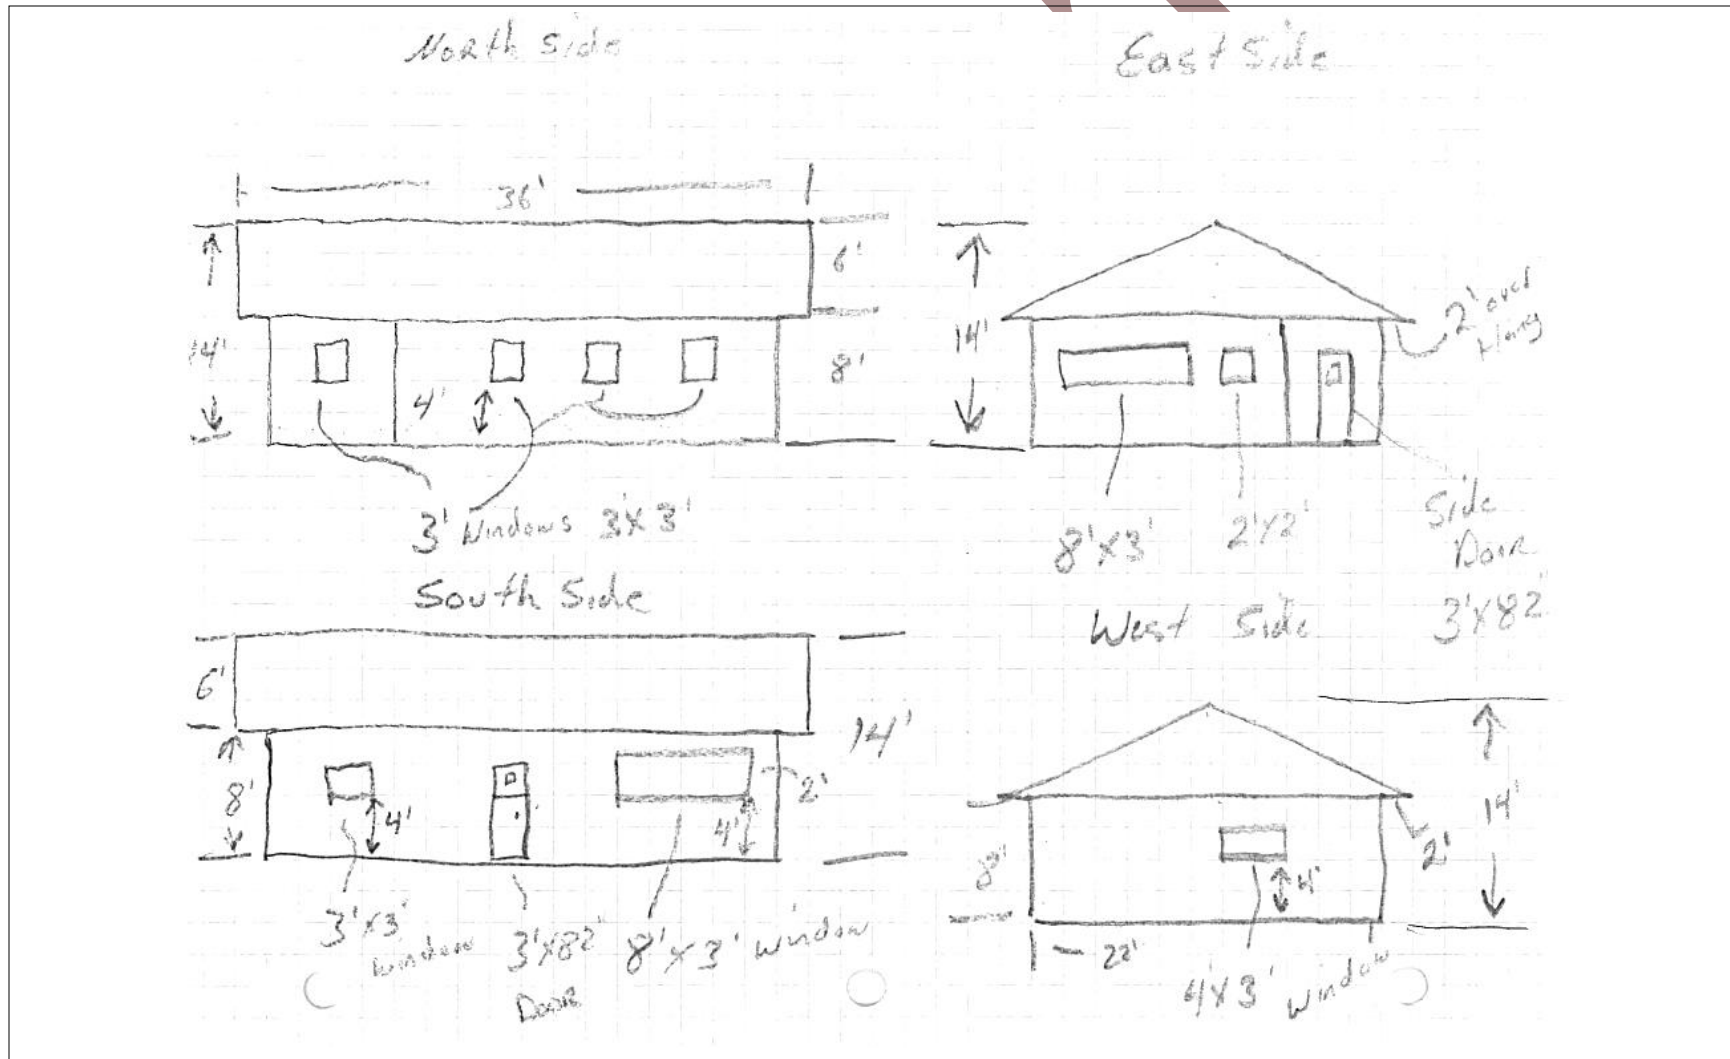 North Side
36'
6'
14'
8'
4'
3' Windows 3'X3'
East Side
14'
2' over
Hang
8'X3'
2'X2'
Side
Door
3'X82"
South Side
6'
8'
14'
2'
4'
4'
3'X3'
window
3'X82"
Door
8'X3' window
West Side
14'
8'
2'
4'
22'
4X3' window